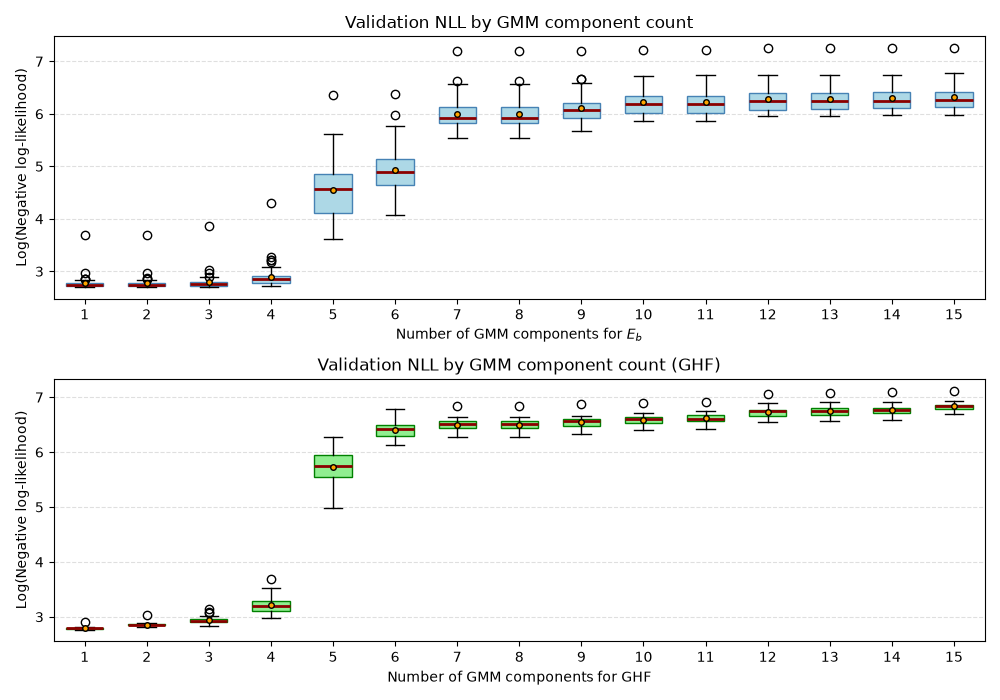 Validation NLL by GMM component count
Log(Negative log-likelihood)
7
6
5
4
3
1 2 3 4 5 6 7 8 9 10 11 12 13 14 15
Number of GMM components for E_b
Validation NLL by GMM component count (GHF)
Log(Negative log-likelihood)
7
6
5
4
3
1 2 3 4 5 6 7 8 9 10 11 12 13 14 15
Number of GMM components for GHF